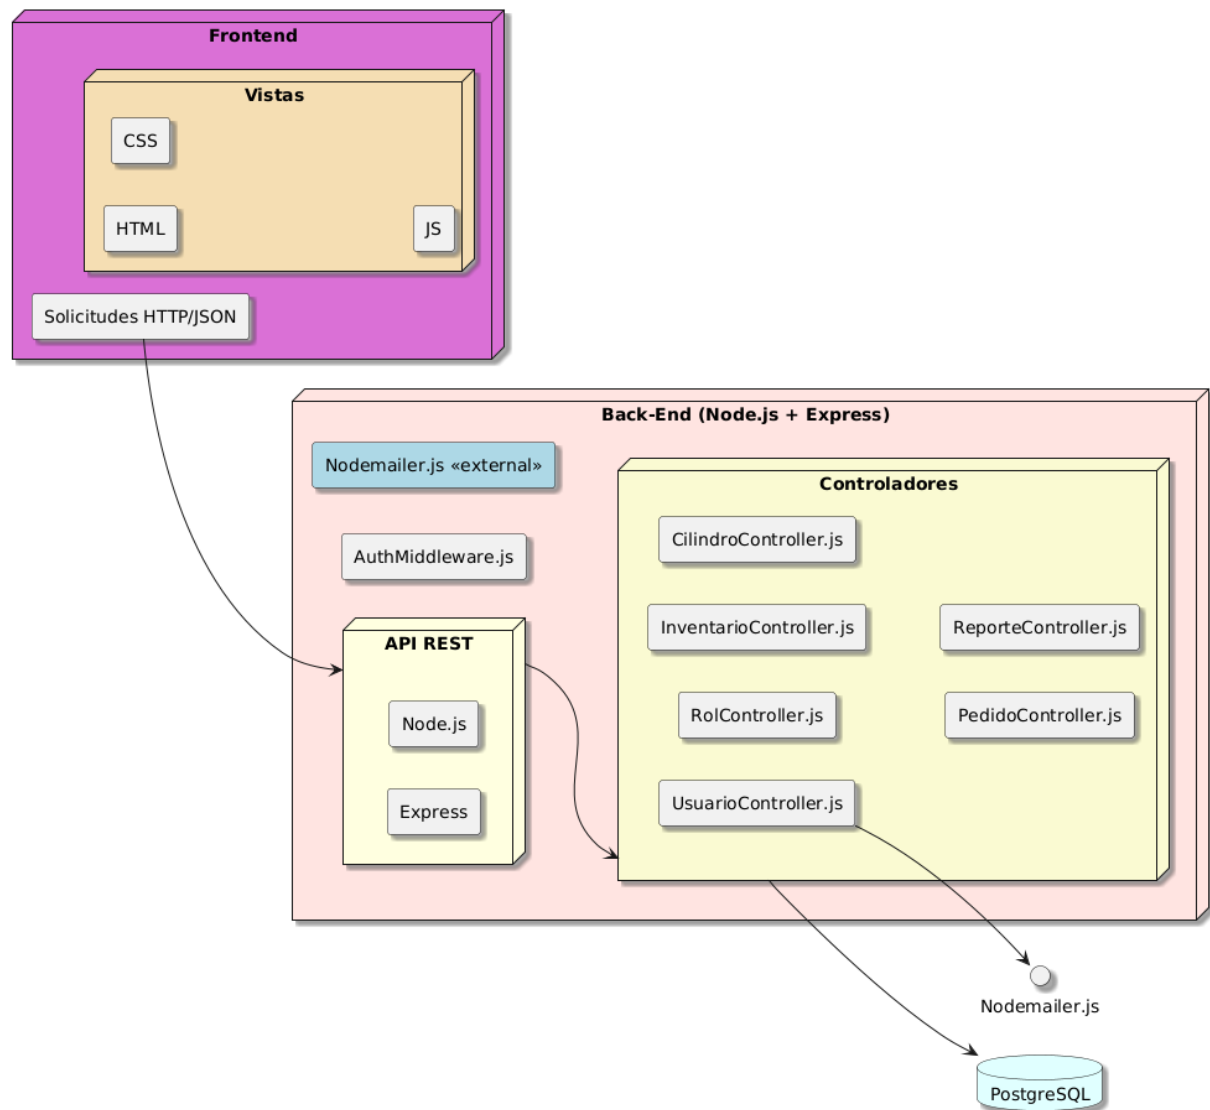 Frontend
Vistas
CSS
HTML
JS
Solicitudes HTTP/JSON
Back-End (Node.js + Express)
Nodemailer.js «external»
AuthMiddleware.js
API REST
Node.js
Express
Controladores
CilindroController.js
InventarioController.js
ReporteController.js
RolController.js
PedidoController.js
UsuarioController.js
Nodemailer.js
PostgreSQL